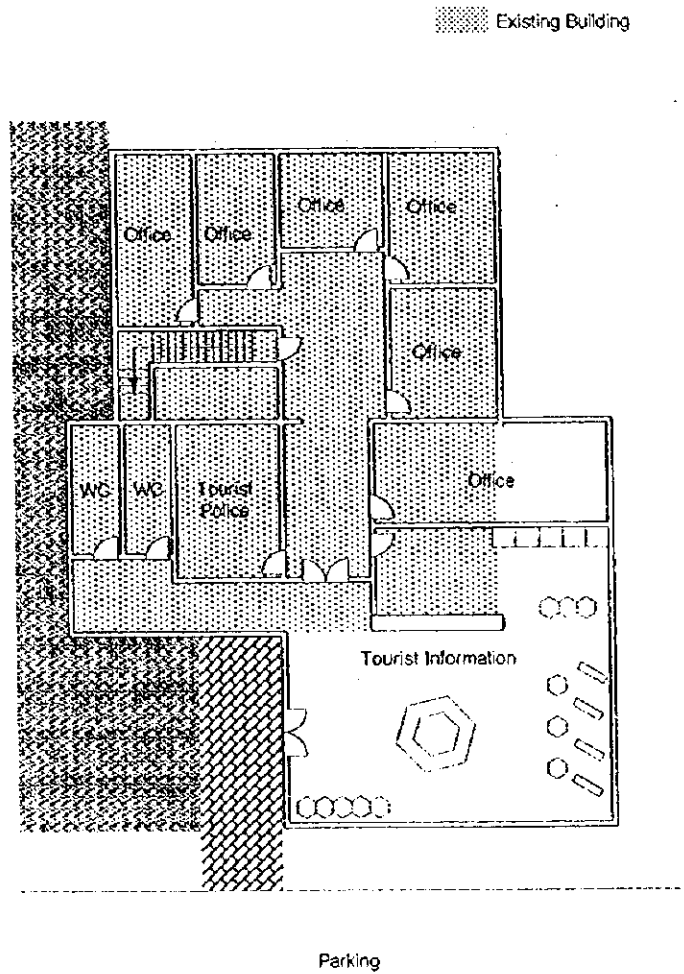 Existing Building
Office
Office
Office
Office
Office
WC
WC
Tourist
Police
Office
Tourist Information
Parking